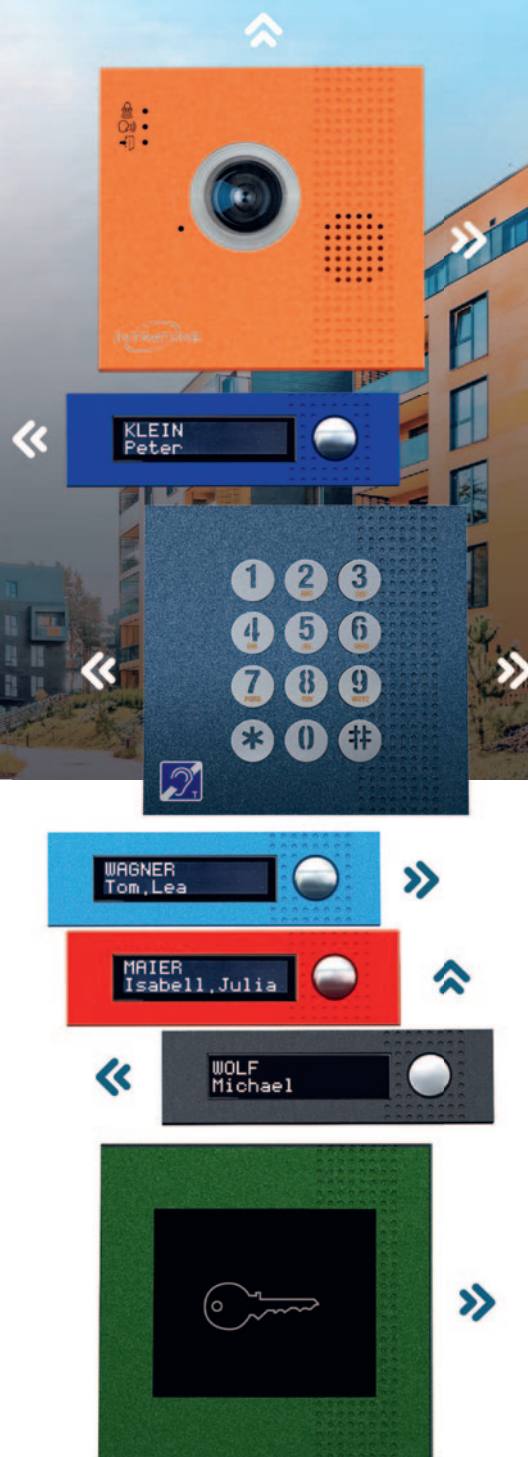 KLEIN
Peter
1 2 3
4 5 6
7 8 9
* 0 #
T
WAGNER
Tom,Lea
MAIER
Isabell,Julia
WOLF
Michael